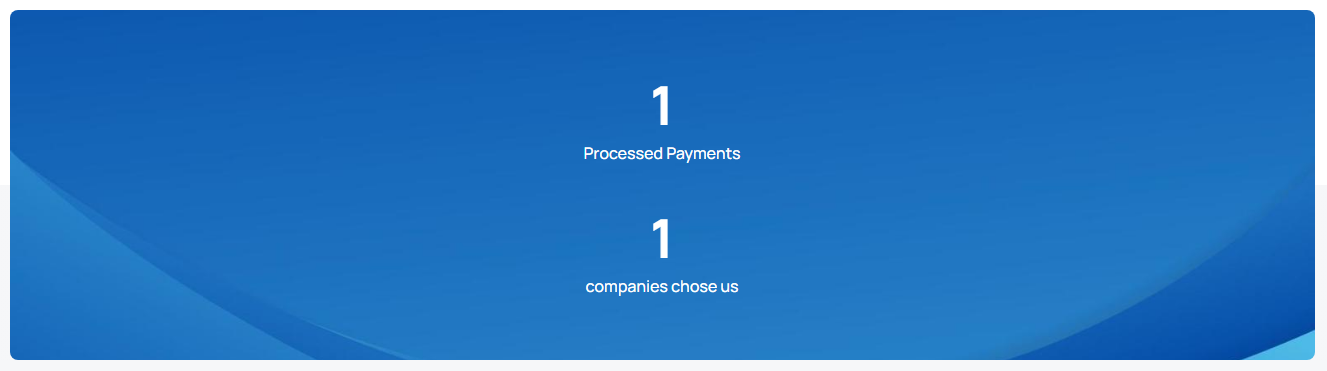 1
Processed Payments
1
companies chose us